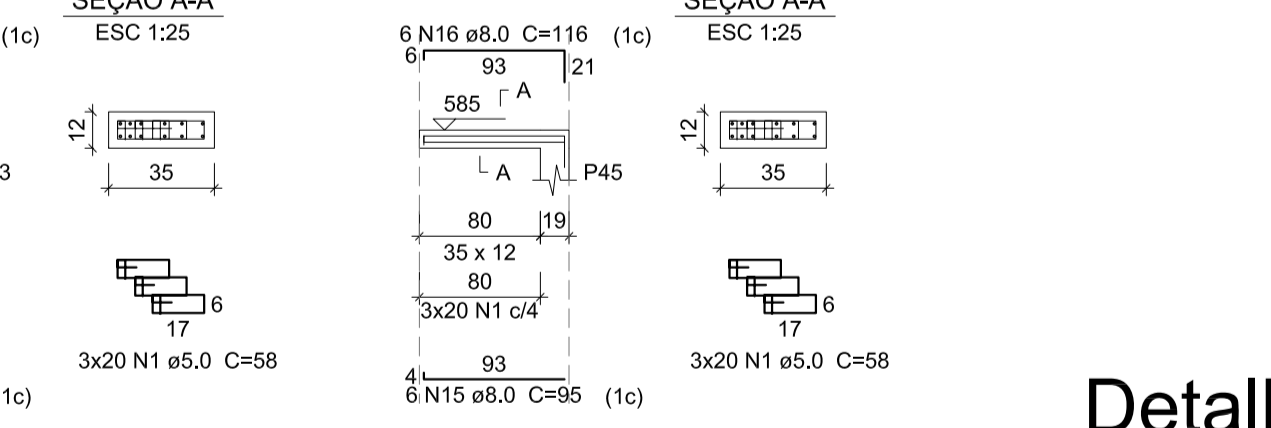 SEÇÃO A-A
ESC 1:25
(1c)
12
35
3
6
17
3x20 N1 ø5.0 C=58
1c)
6 N16 ø8.0 C=116 (1c)
6
93
21
A
585
A
P45
80
19
35 x 12
80
3x20 N1 c/4
93
4
6 N15 ø8.0 C=95 (1c)
SEÇÃO A-A
ESC 1:25
12
35
6
17
3x20 N1 ø5.0 C=58
Detall